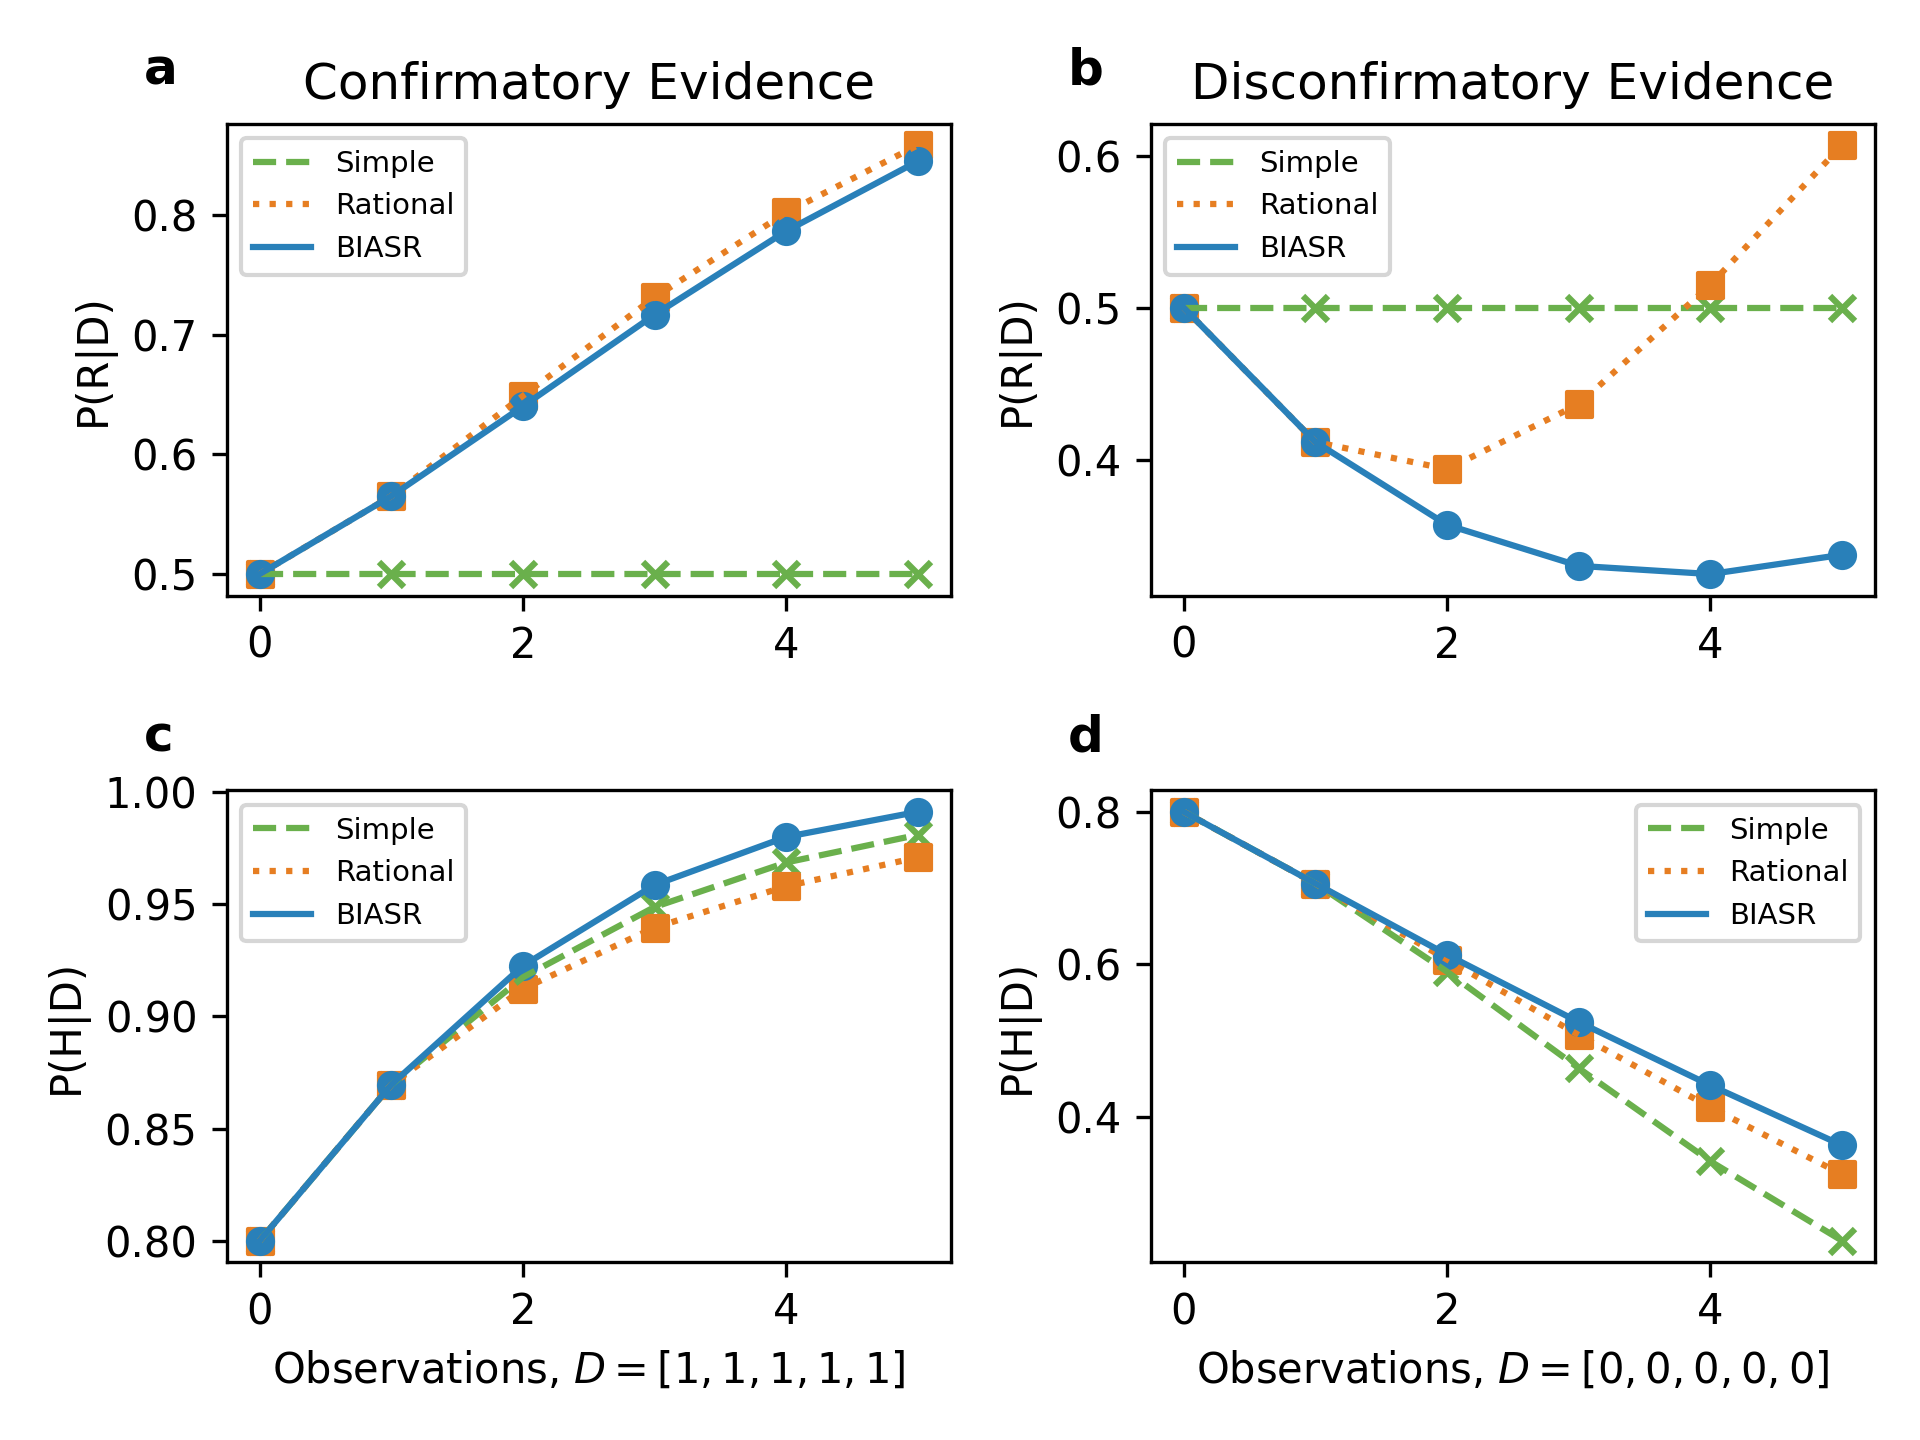 a
Confirmatory Evidence
Simple
Rational
BIASR
P(R|D)
0.8
0.7
0.6
0.5
0
2
4
b
Disconfirmatory Evidence
Simple
Rational
BIASR
P(R|D)
0.6
0.5
0.4
0
2
4
c
Simple
Rational
BIASR
P(H|D)
1.00
0.95
0.90
0.85
0.80
0
2
4
Observations, D = [1, 1, 1, 1, 1]
d
Simple
Rational
BIASR
P(H|D)
0.8
0.6
0.4
0
2
4
Observations, D = [0, 0, 0, 0, 0]